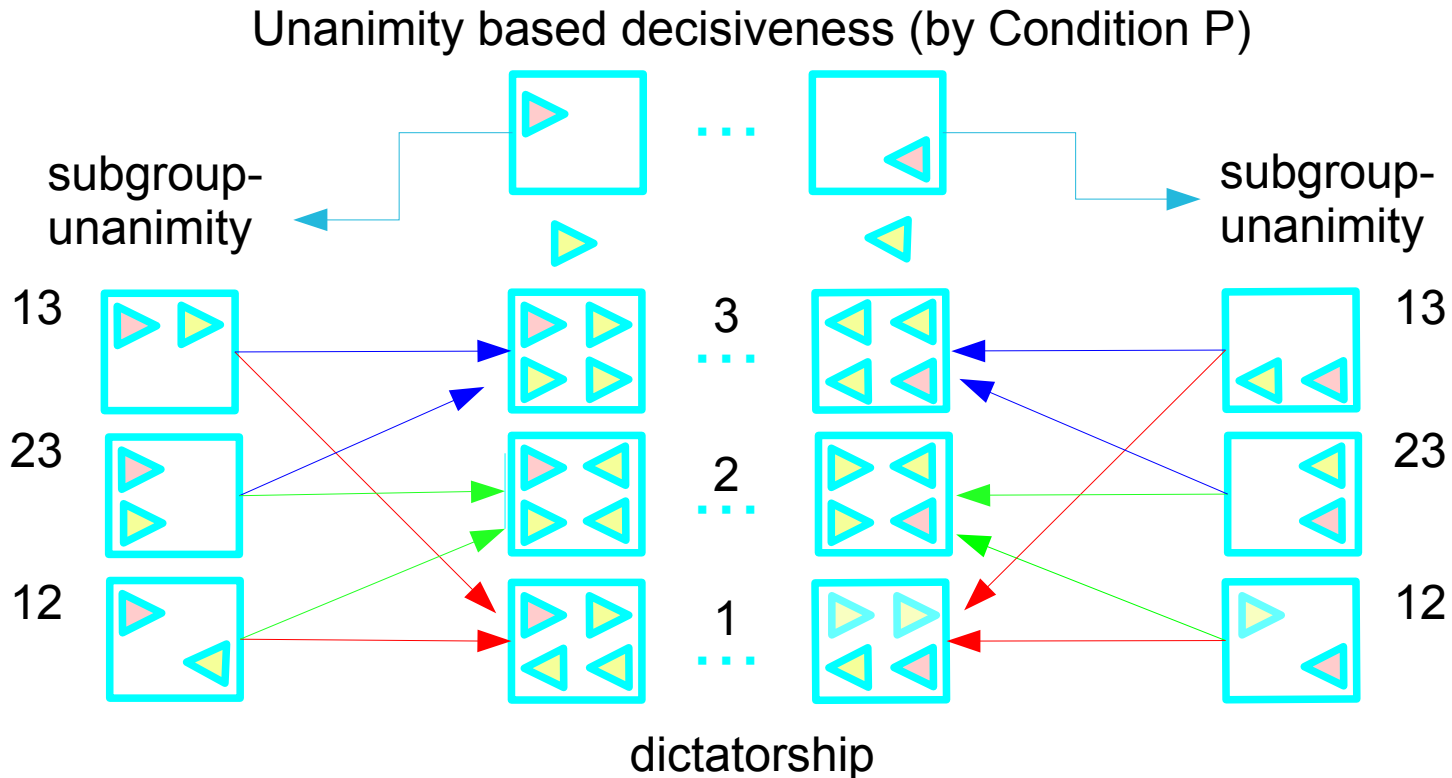 Unanimity based decisiveness (by Condition P)
...
subgroup-
unanimity
subgroup-
unanimity
13
3
...
13
23
2
...
23
12
1
...
12
dictatorship